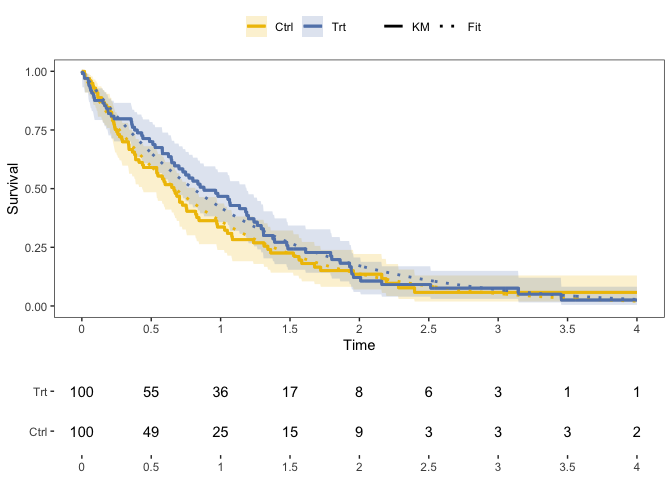 Ctrl Trt KM Fit
1.00
0.75
0.50
0.25
0.00
Survival
0 0.5 1 1.5 2 2.5 3 3.5 4
Time
Trt 100 55 36 17 8 6 3 1 1
Ctrl 100 49 25 15 9 3 3 3 2
0 0.5 1 1.5 2 2.5 3 3.5 4